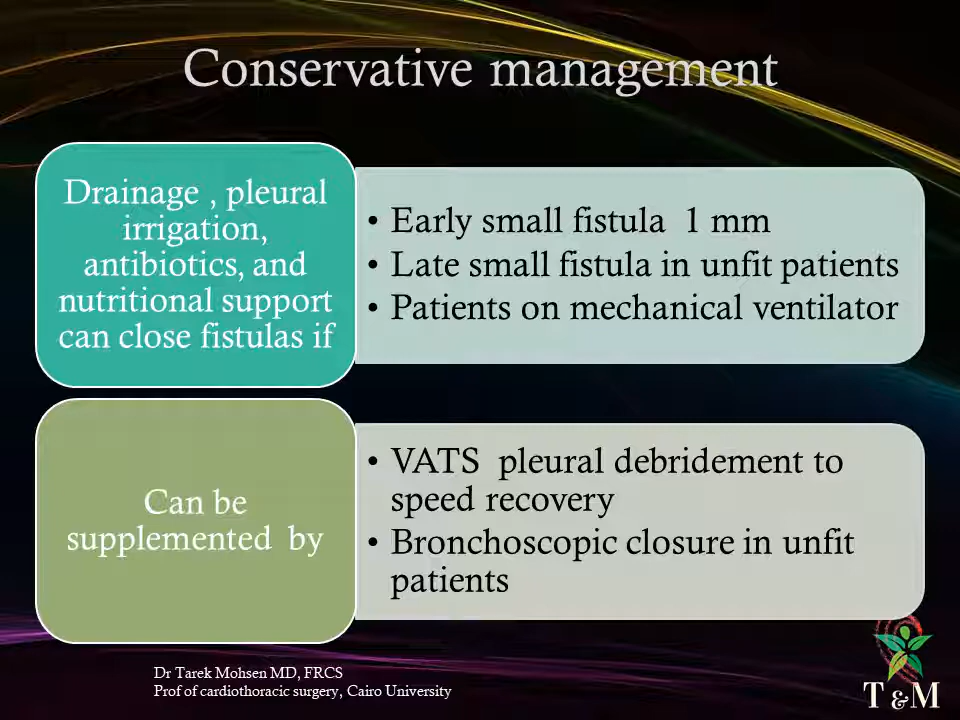 Conservative management
Drainage , pleural
irrigation,
antibiotics, and
nutritional support
can close fistulas if
• Early small fistula 1 mm
• Late small fistula in unfit patients
• Patients on mechanical ventilator
Can be
supplemented by
• VATS pleural debridement to
speed recovery
• Bronchoscopic closure in unfit
patients
Dr Tarek Mohsen MD, FRCS
Prof of cardiothoracic surgery, Cairo University
T & M